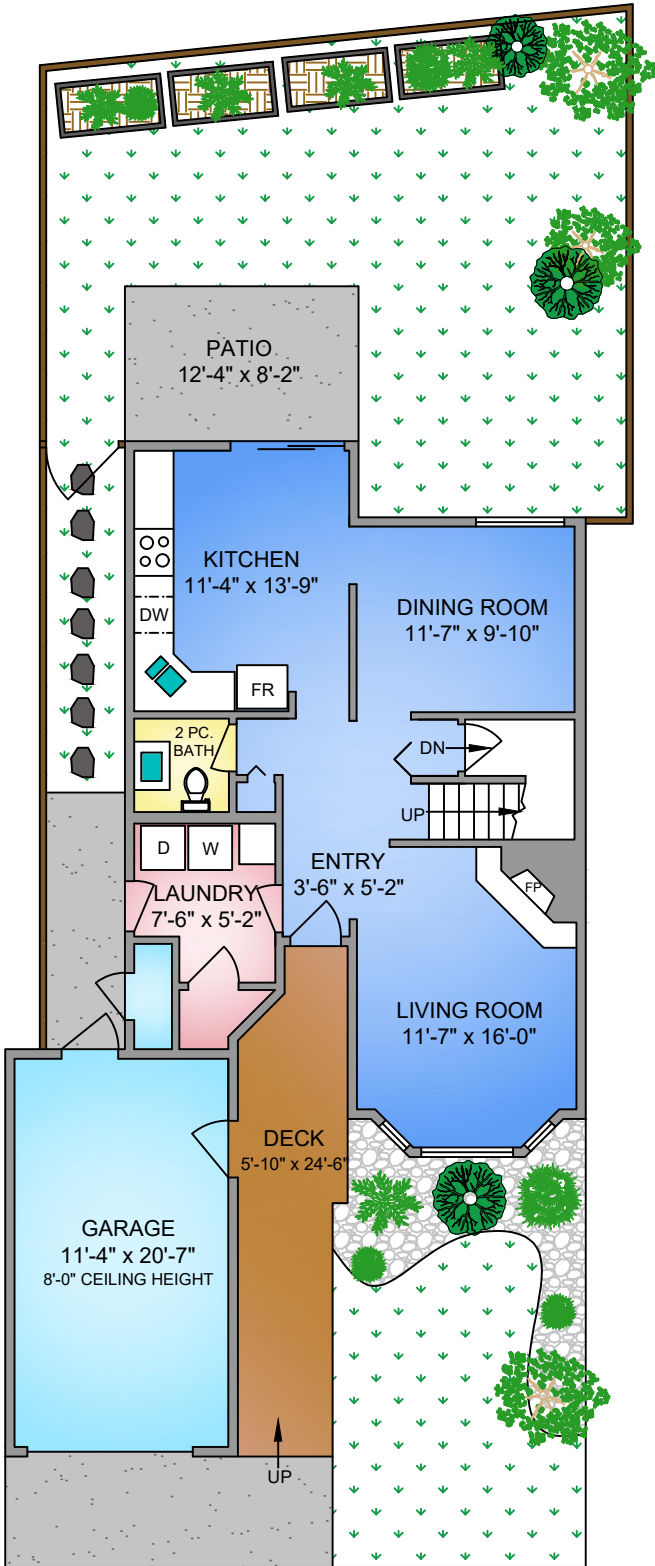 PATIO
12'-4" x 8'-2"
KITCHEN
11'-4" x 13'-9"
DINING ROOM
11'-7" x 9'-10"
DW
FR
2 PC.
BATH
DN
UP
D
W
ENTRY
3'-6" x 5'-2"
LAUNDRY
7'-6" x 5'-2"
FP
LIVING ROOM
11'-7" x 16'-0"
DECK
5'-10" x 24'-6"
GARAGE
11'-4" x 20'-7"
8'-0" CEILING HEIGHT
UP